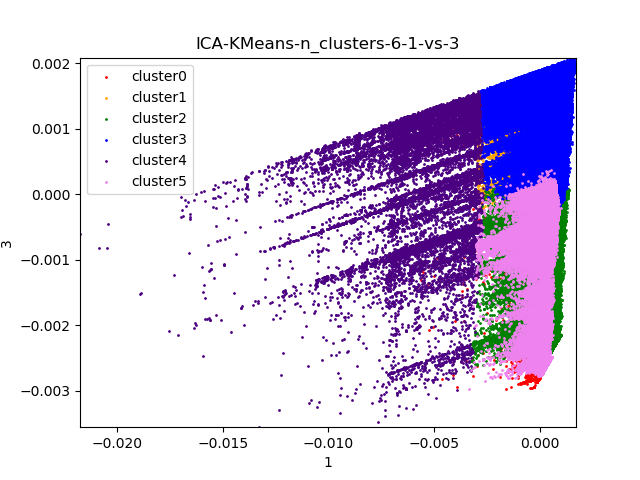 ICA-KMeans-n_clusters-6-1-vs-3
cluster0
cluster1
cluster2
cluster3
cluster4
cluster5
0.002
0.001
0.000
−0.001
−0.002
−0.003
3
−0.020
−0.015
−0.010
−0.005
0.000
1